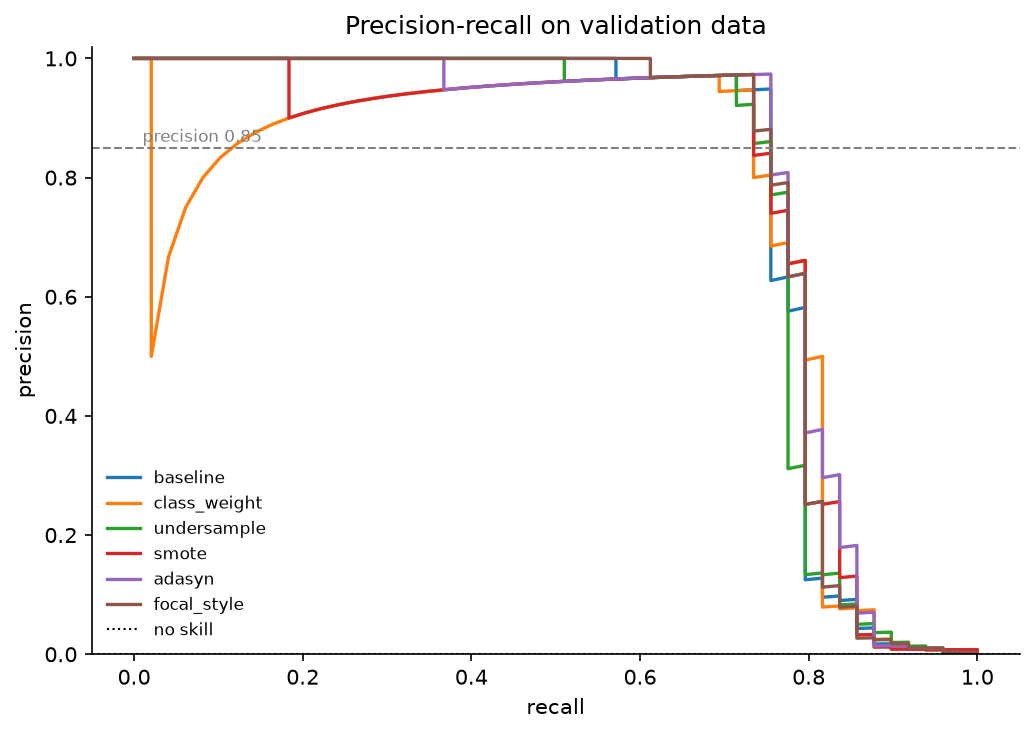 Precision-recall on validation data
1.0
precision 0.85
0.8
0.6
precision
0.4
baseline
class_weight
undersample
0.2
smote
adasyn
focal_style
no skill
0.0
0.0 0.2 0.4 0.6 0.8 1.0
recall